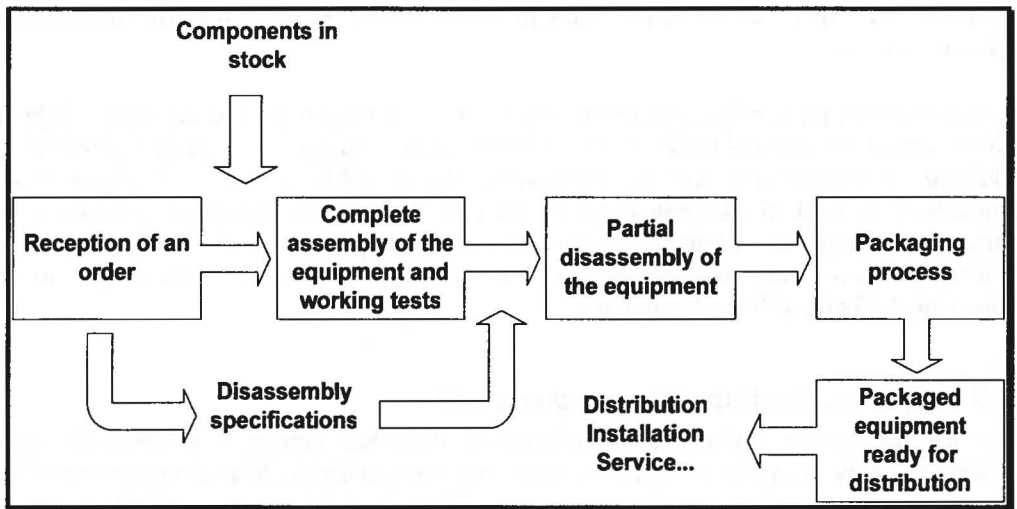 Components in
stock
Reception of an
order
Complete
assembly of the
equipment and
working tests
Partial
disassembly of
the equipment
Packaging
process
Disassembly
specifications
Distribution
Installation
Service...
Packaged
equipment
ready for
distribution